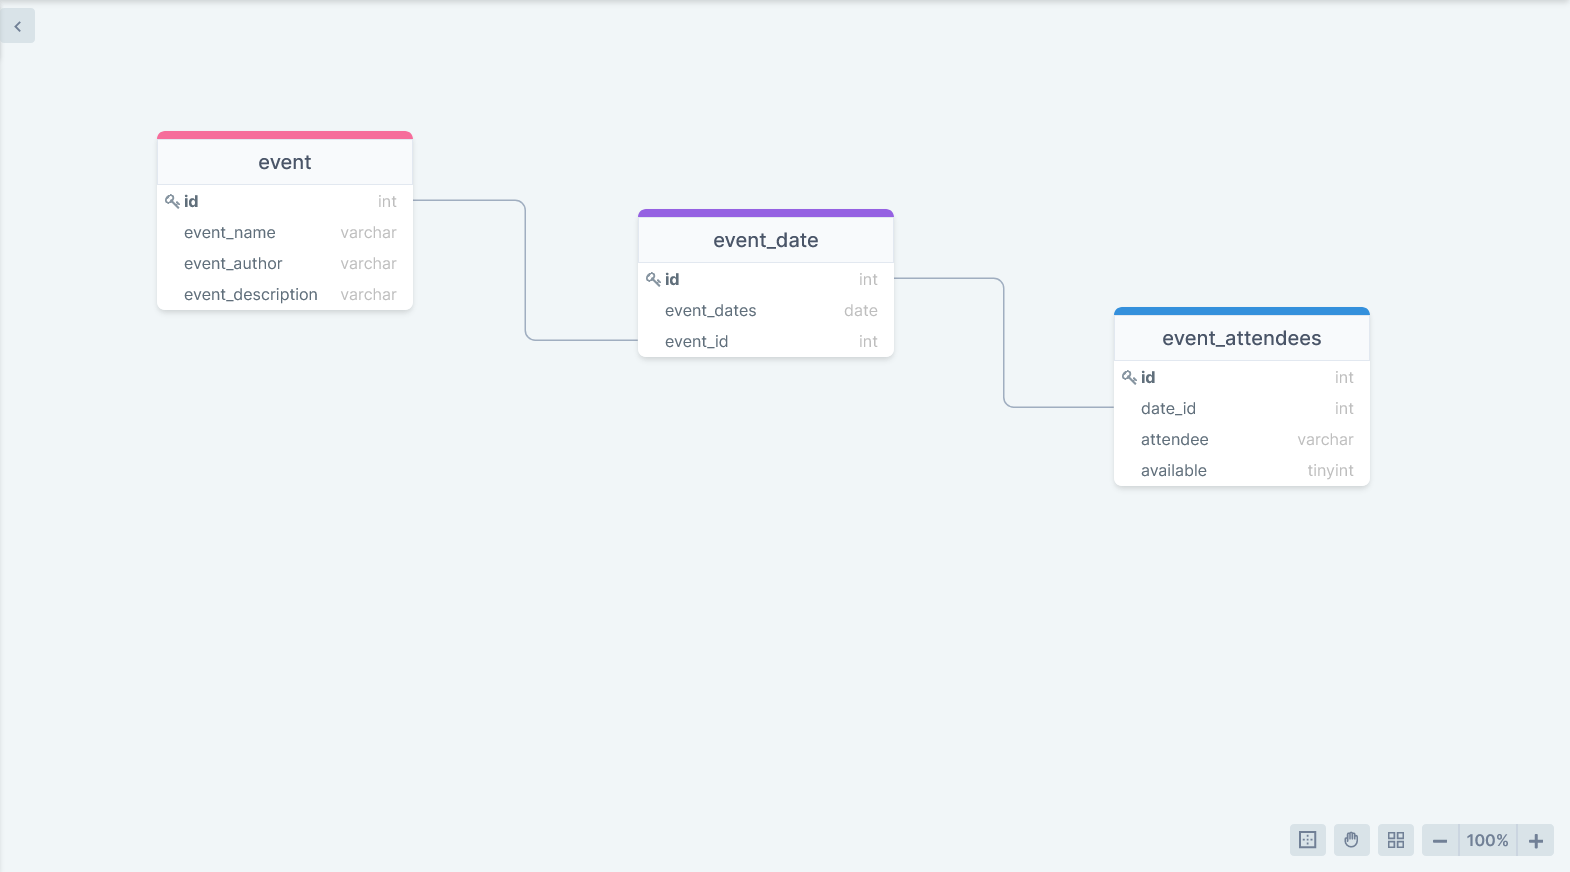 event
id int
event_name varchar
event_author varchar
event_description varchar
event_date
id int
event_dates date
event_id int
event_attendees
id int
date_id int
attendee varchar
available tinyint
100%